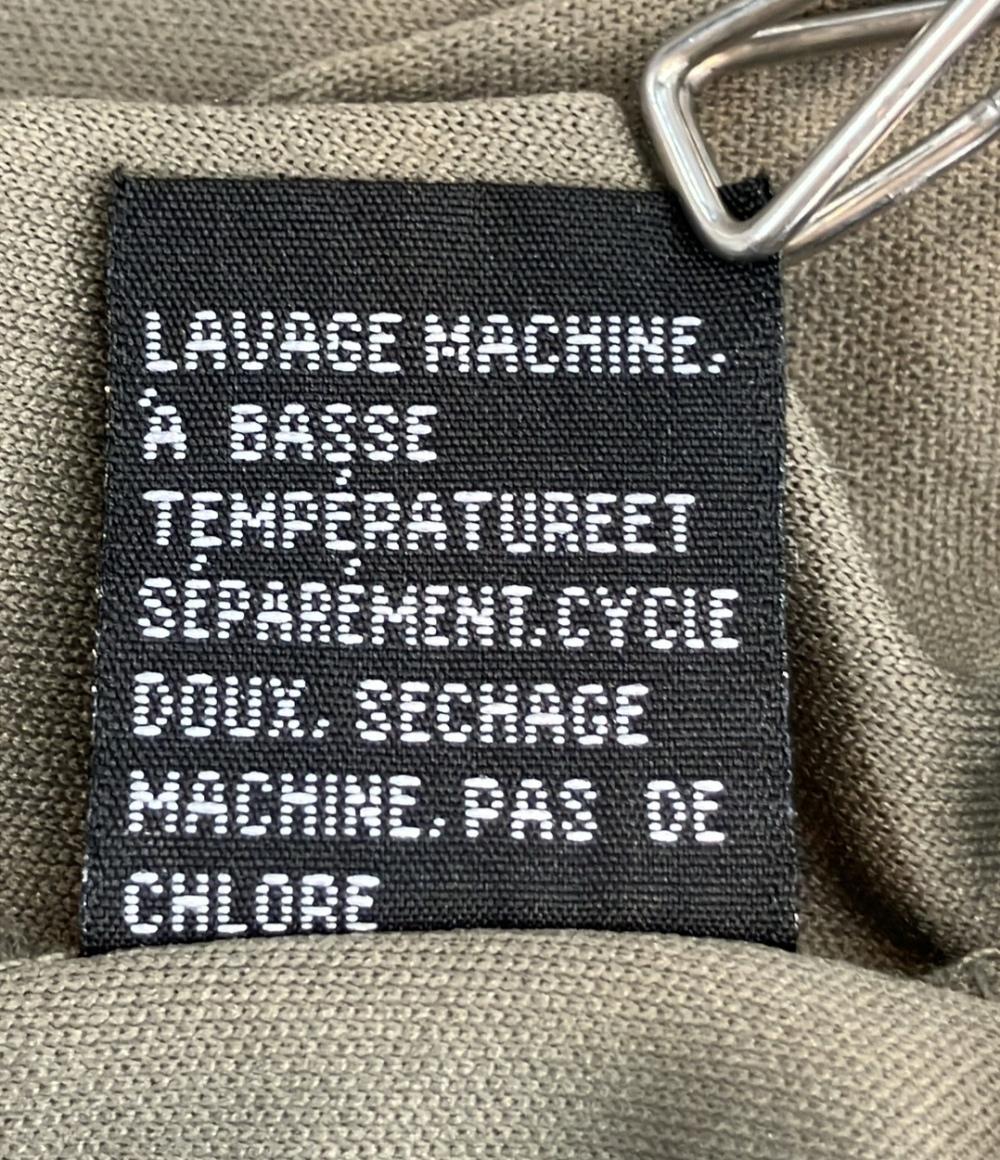 LAVAGE MACHINE.
À BASSE
TEMPÉRATUREET
SÉPARÉMENT.CYCLE
DOUX. SECHAGE
MACHINE.PAS DE
CHLORE